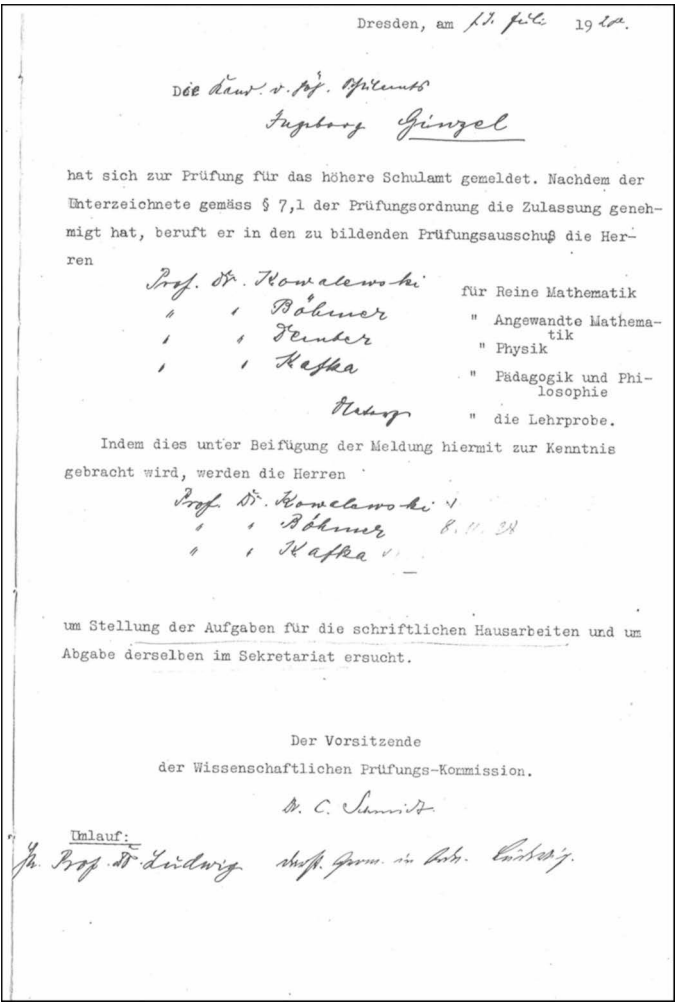 Dresden, am 13. Juli 192
Die Kand. d. höh. Schulamts
Ingeborg Ginzel
hat sich zur Prüfung für das höhere Schulamt gemeldet. Nachdem der
Unterzeichnete gemäss § 7,1 der Prüfungsordnung die Zulassung geneh-
migt hat, beruft er in den zu bildenden Prüfungsausschuß die Her-
ren
Prof. Dr. Kowalewski für Reine Mathematik
" " Böhmer " Angewandte Mathema-
tik
" " Dember " Physik
" " Kafka " Pädagogik und Phi-
losophie
" die Lehrprobe.
Indem dies unter Beifügung der Meldung hiermit zur Kenntnis
gebracht wird, werden die Herren
Prof. Dr. Kowalewski
" " Böhmer 8.11.
" " Kafka
um Stellung der Aufgaben für die schriftlichen Hausarbeiten und um
Abgabe derselben im Sekretariat ersucht.
Der Vorsitzende
der Wissenschaftlichen Prüfungs-Kommission.
Dr. C. Schmidt.
Umlauf:
Prof. Dr. Ludwig darst. Geom. in Ludwig.